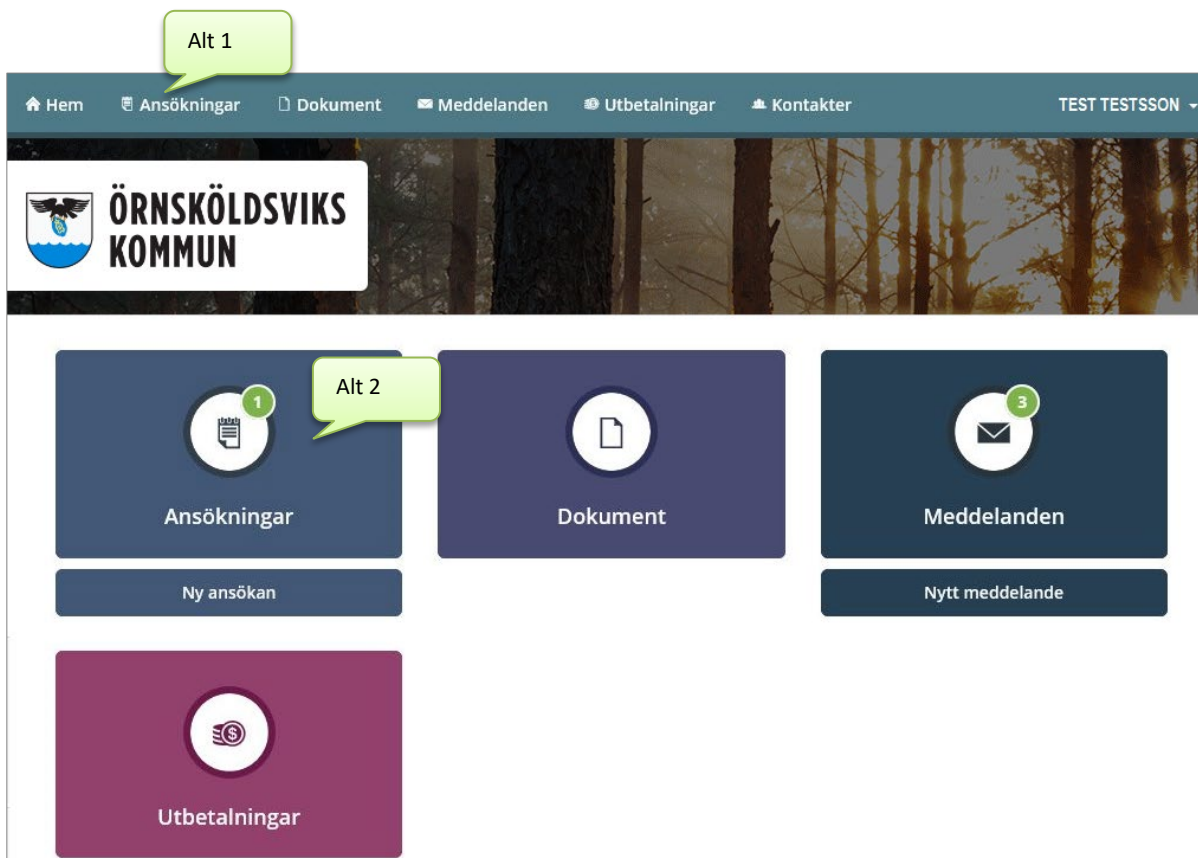 Alt 1
Hem Ansökningar Dokument Meddelanden Utbetalningar Kontakter TEST TESTSSON
ÖRNSKÖLDSVIKS
KOMMUN
Alt 2
1
3
Ansökningar Dokument Meddelanden
Ny ansökan Nytt meddelande
Utbetalningar